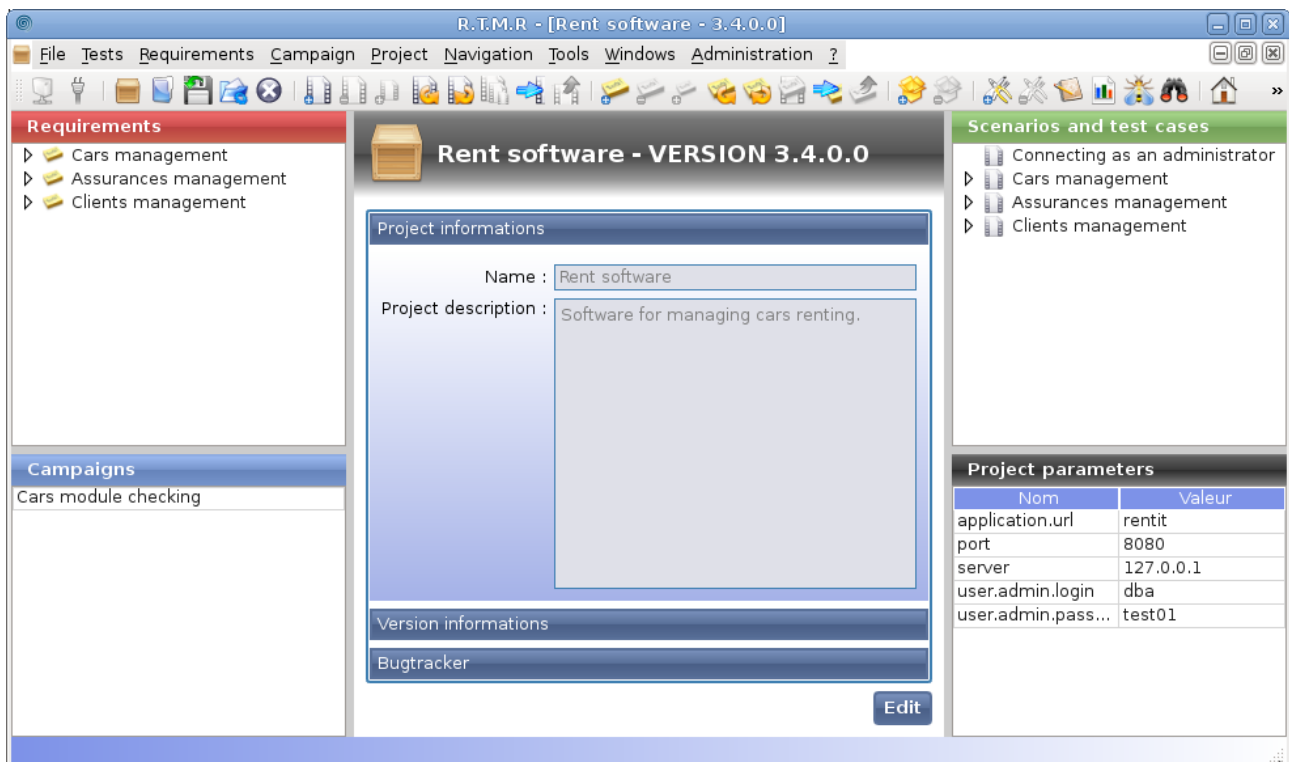 R.T.M.R - [Rent software - 3.4.0.0]
File Tests Requirements Campaign Project Navigation Tools Windows Administration ?
»
Requirements
Cars management
Assurances management
Clients management
Campaigns
Cars module checking
Rent software - VERSION 3.4.0.0
Project informations
Name : Rent software
Project description : Software for managing cars renting.
Version informations
Bugtracker
Edit
Scenarios and test cases
Connecting as an administrator
Cars management
Assurances management
Clients management
Project parameters
Nom Valeur
application.url rentit
port 8080
server 127.0.0.1
user.admin.login dba
user.admin.pass... test01